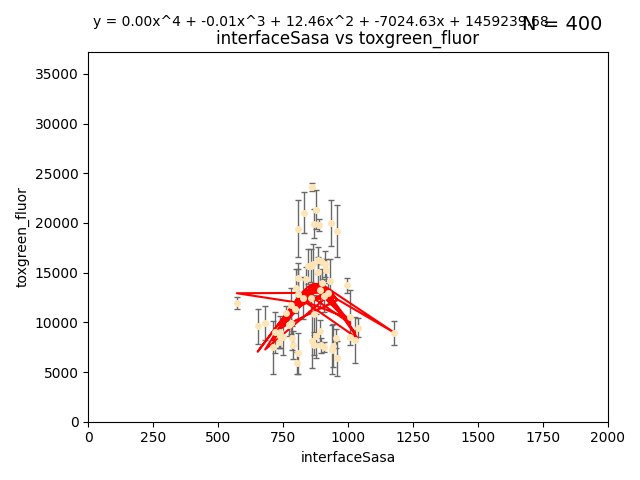 y = 0.00x^4 + -0.01x^3 + 12.46x^2 + -7024.63x + 1459239.68
N = 400
interfaceSasa vs toxgreen_fluor
35000
30000
25000
20000
15000
10000
5000
0
toxgreen_fluor
0 250 500 750 1000 1250 1500 1750 2000
interfaceSasa